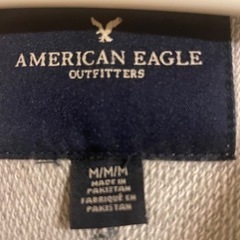 AMERICAN EAGLE
OUTFITTERS
M/M/M
MADE IN
PAKISTAN
FABRIQUÉ EN
PAKISTAN